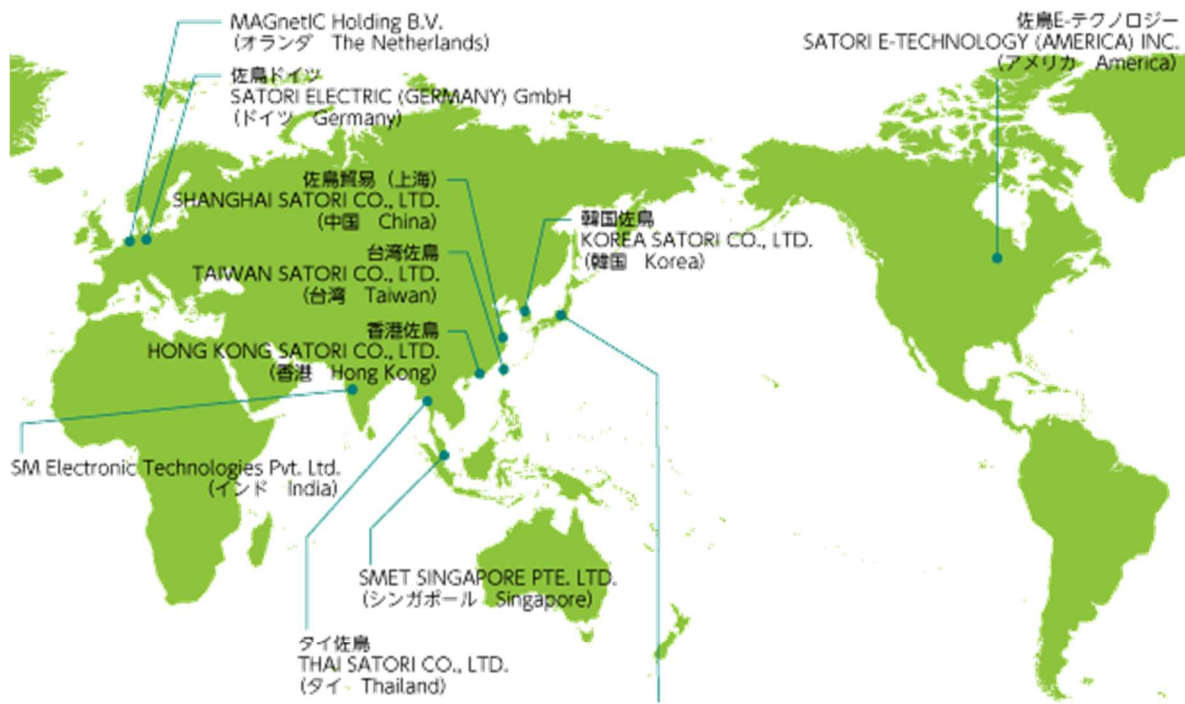 MAGnetIC Holding B.V.
(オランダ The Netherlands)
佐鳥ドイツ
SATORI ELECTRIC (GERMANY) GmbH
(ドイツ Germany)
佐鳥E-テクノロジー
SATORI E-TECHNOLOGY (AMERICA) INC.
(アメリカ America)
佐鳥貿易（上海）
SHANGHAI SATORI CO., LTD.
(中国 China)
韓国佐鳥
KOREA SATORI CO., LTD.
(韓国 Korea)
台湾佐鳥
TAIWAN SATORI CO., LTD.
(台湾 Taiwan)
香港佐鳥
HONG KONG SATORI CO., LTD.
(香港 Hong Kong)
SM Electronic Technologies Pvt. Ltd.
(インド India)
SMET SINGAPORE PTE. LTD.
(シンガポール Singapore)
タイ佐鳥
THAI SATORI CO., LTD.
(タイ Thailand)